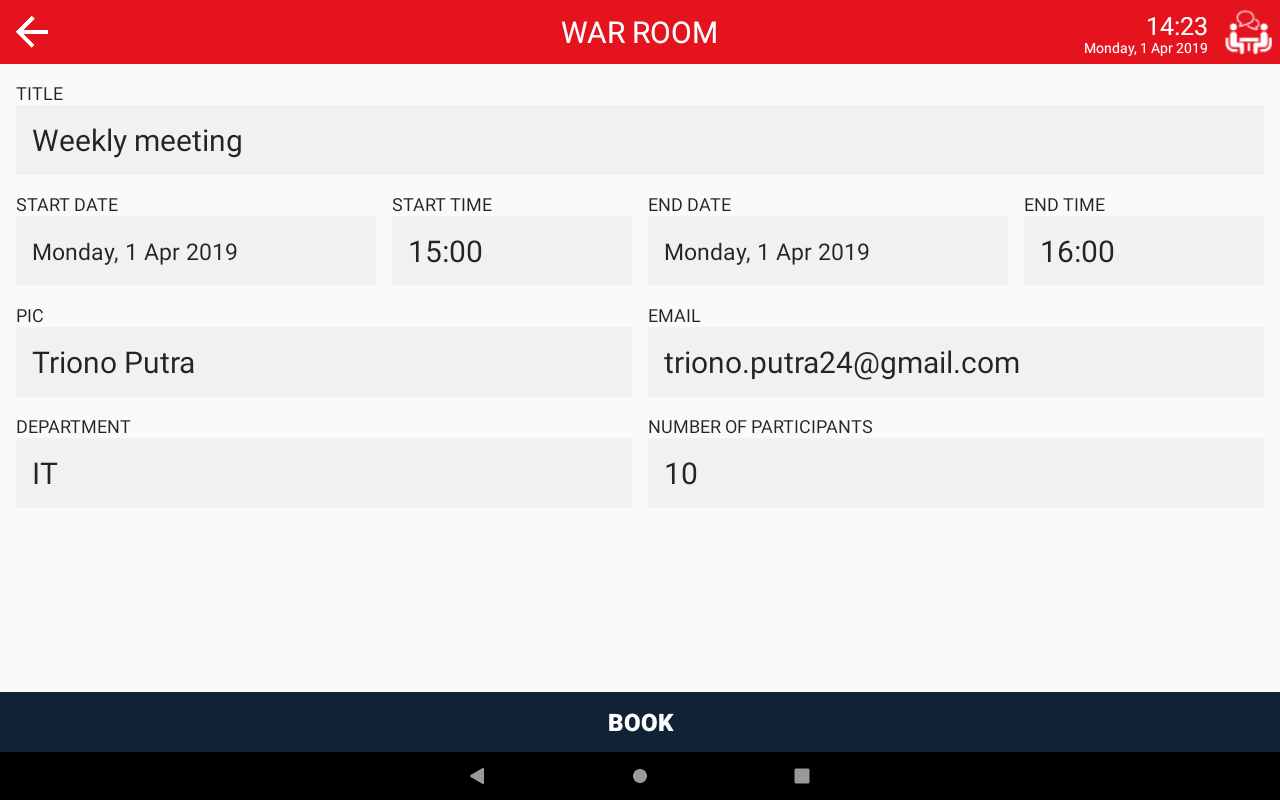 WAR ROOM
14:23
Monday, 1 Apr 2019
TITLE
Weekly meeting
START DATE
START TIME
END DATE
END TIME
Monday, 1 Apr 2019
15:00
Monday, 1 Apr 2019
16:00
PIC
EMAIL
Triono Putra
triono.putra24@gmail.com
DEPARTMENT
NUMBER OF PARTICIPANTS
IT
10
BOOK